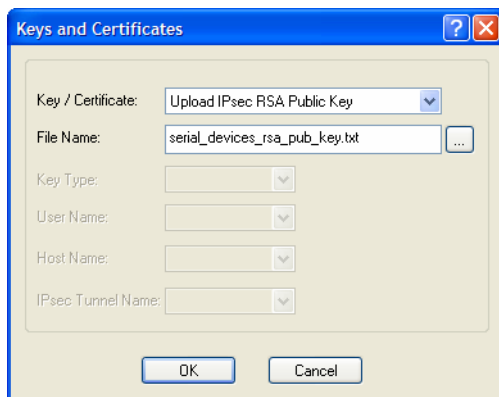 Keys and Certificates
Key / Certificate: Upload IPsec RSA Public Key
File Name: serial_devices_rsa_pub_key.txt ...
Key Type:
User Name:
Host Name:
IPsec Tunnel Name:
OK Cancel